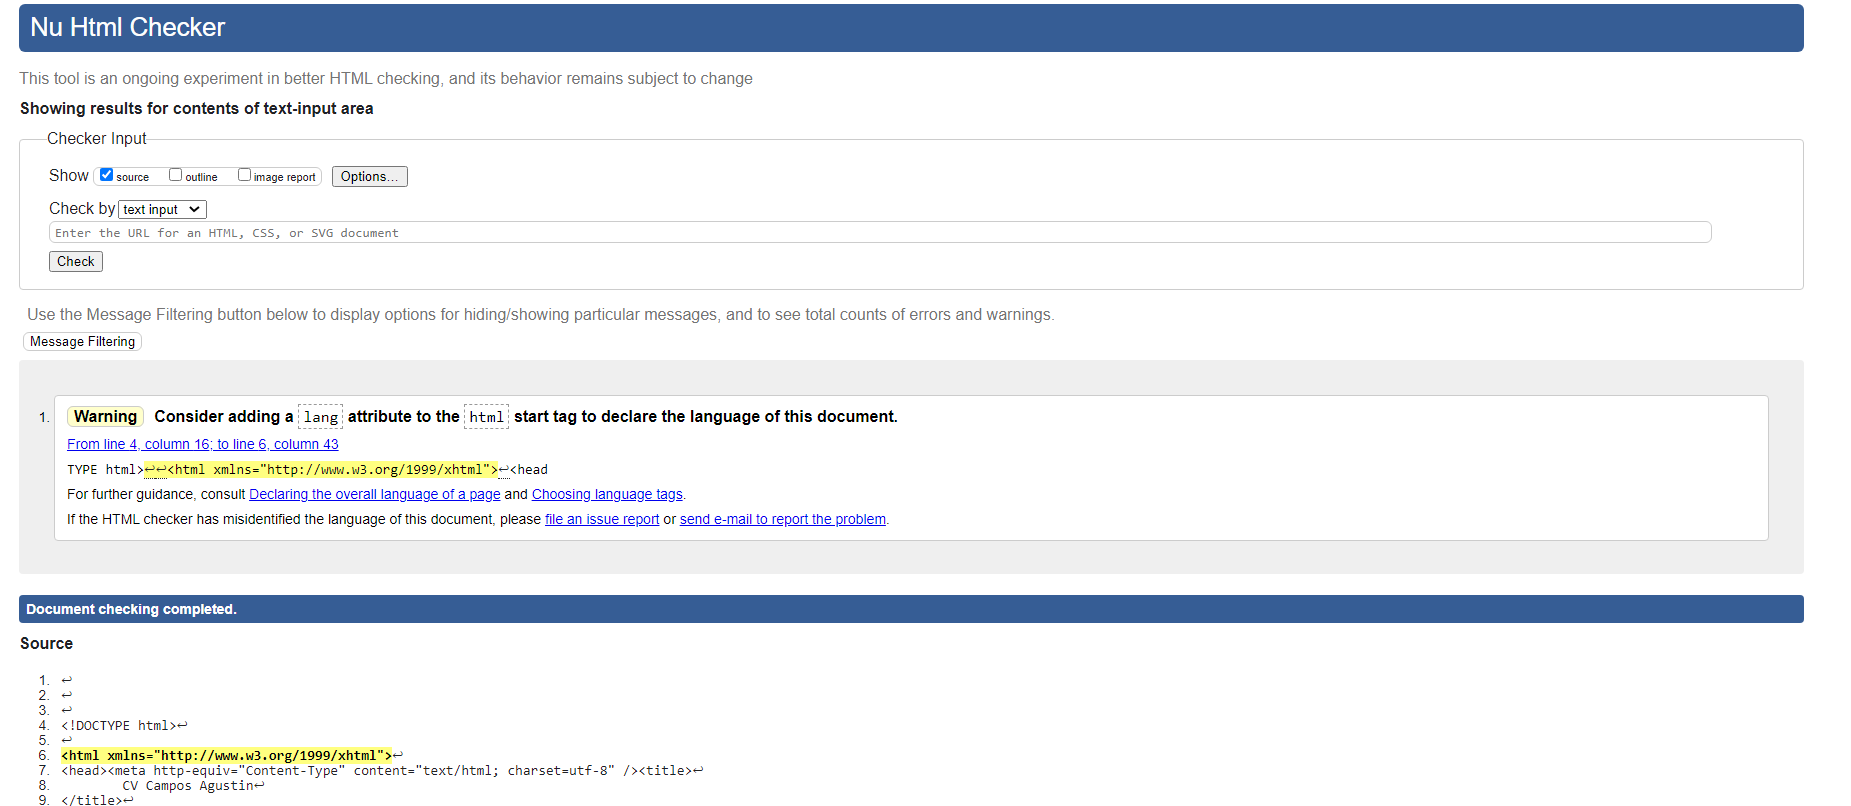 Nu Html Checker
This tool is an ongoing experiment in better HTML checking, and its behavior remains subject to change
Showing results for contents of text-input area
Checker Input
Show source outline image report Options...
Check by text input
Enter the URL for an HTML, CSS, or SVG document
Check
Use the Message Filtering button below to display options for hiding/showing particular messages, and to see total counts of errors and warnings.
Message Filtering
1. Warning Consider adding a lang attribute to the html start tag to declare the language of this document.
From line 4, column 16; to line 6, column 43
TYPE html>↩↩<html xmlns="http://www.w3.org/1999/xhtml">↩<head
For further guidance, consult Declaring the overall language of a page and Choosing language tags.
If the HTML checker has misidentified the language of this document, please file an issue report or send e-mail to report the problem.
Document checking completed.
Source
1. ↩
2. ↩
3. ↩
4. <!DOCTYPE html>↩
5. ↩
6. <html xmlns="http://www.w3.org/1999/xhtml">↩
7. <head><meta http-equiv="Content-Type" content="text/html; charset=utf-8" /><title>↩
8. CV Campos Agustin↩
9. </title>↩